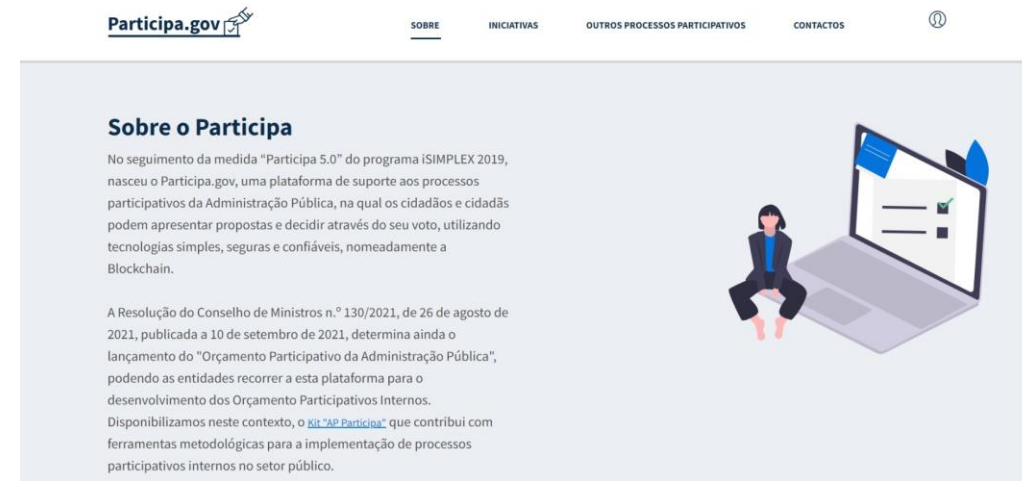 Participa.gov
SOBRE
INICIATIVAS
OUTROS PROCESSOS PARTICIPATIVOS
CONTACTOS
Sobre o Participa
No seguimento da medida “Participa 5.0” do programa iSIMPLEX 2019,
nasceu o Participa.gov, uma plataforma de suporte aos processos
participativos da Administração Pública, na qual os cidadãos e cidadãs
podem apresentar propostas e decidir através do seu voto, utilizando
tecnologias simples, seguras e confiáveis, nomeadamente a
Blockchain.
A Resolução do Conselho de Ministros n.º 130/2021, de 26 de agosto de
2021, publicada a 10 de setembro de 2021, determina ainda o
lançamento do "Orçamento Participativo da Administração Pública",
podendo as entidades recorrer a esta plataforma para o
desenvolvimento dos Orçamento Participativos Internos.
Disponibilizamos neste contexto, o Kit "AP Participa" que contribui com
ferramentas metodológicas para a implementação de processos
participativos internos no setor público.